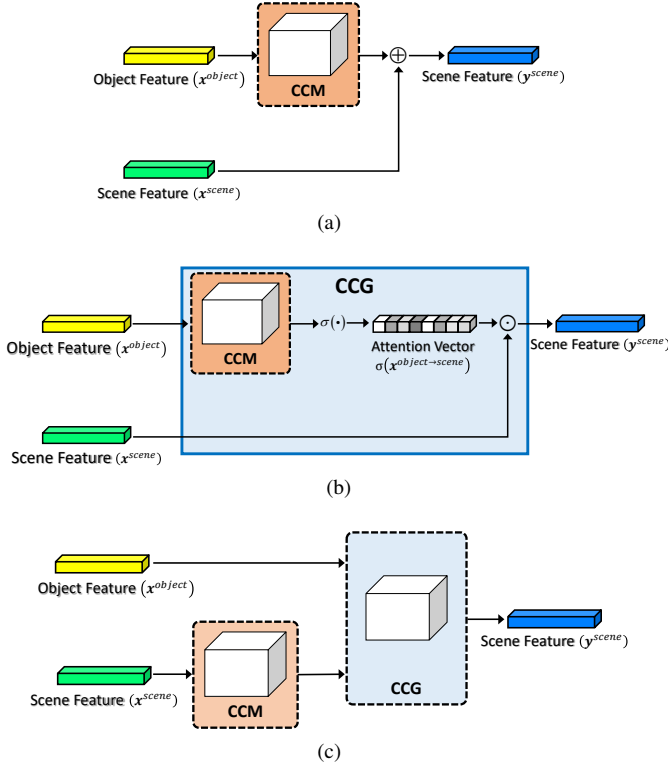 Object Feature (x^object)
CCM
⊕
Scene Feature (y^scene)
Scene Feature (x^scene)
(a)
CCG
Object Feature (x^object)
CCM
σ(•)
Attention Vector
σ(x^object→scene)
⊙
Scene Feature (y^scene)
Scene Feature (x^scene)
(b)
Object Feature (x^object)
Scene Feature (y^scene)
Scene Feature (x^scene)
CCM
CCG
(c)